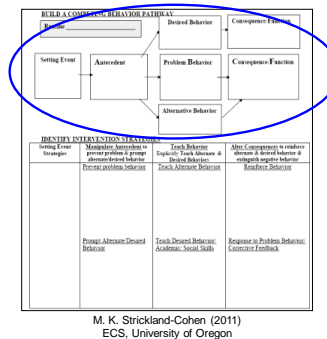 BUILD A COMPETING BEHAVIOR PATHWAY
Routine
Desired Behavior
Consequence/Function
Setting Event
Antecedent
Problem Behavior
Consequence/Function
Alternative Behavior
IDENTIFY INTERVENTION STRATEGIES
Setting Event Strategies
Manipulate Antecedent to prevent problem & prompt alternate/desired behavior
Teach Behavior
Explicitly Teach Alternate & Desired Behaviors
Alter Consequences to reinforce alternate & desired behavior & extinguish negative behavior
Prevent problem behavior
Teach Alternate Behavior
Reinforce Behavior
Prompt Alternate/Desired Behavior
Teach Desired Behavior/ Academic/ Social Skills
Response to Problem Behavior/ Corrective Feedback
M. K. Strickland-Cohen (2011)
ECS, University of Oregon